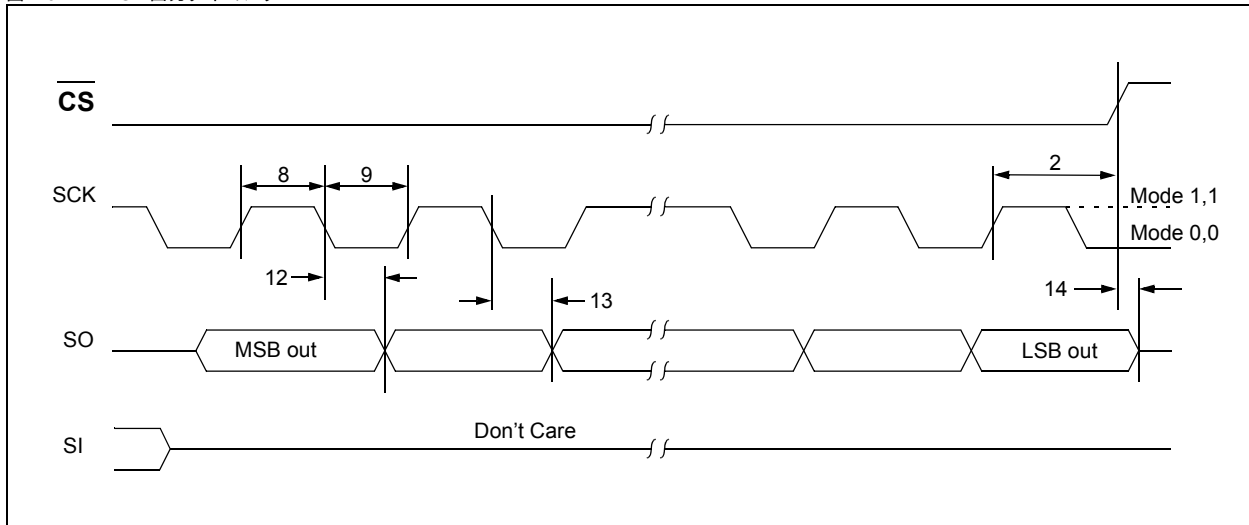 CS
8
9
2
SCK
Mode 1,1
Mode 0,0
12
13
14
SO
MSB out
LSB out
SI
Don't Care